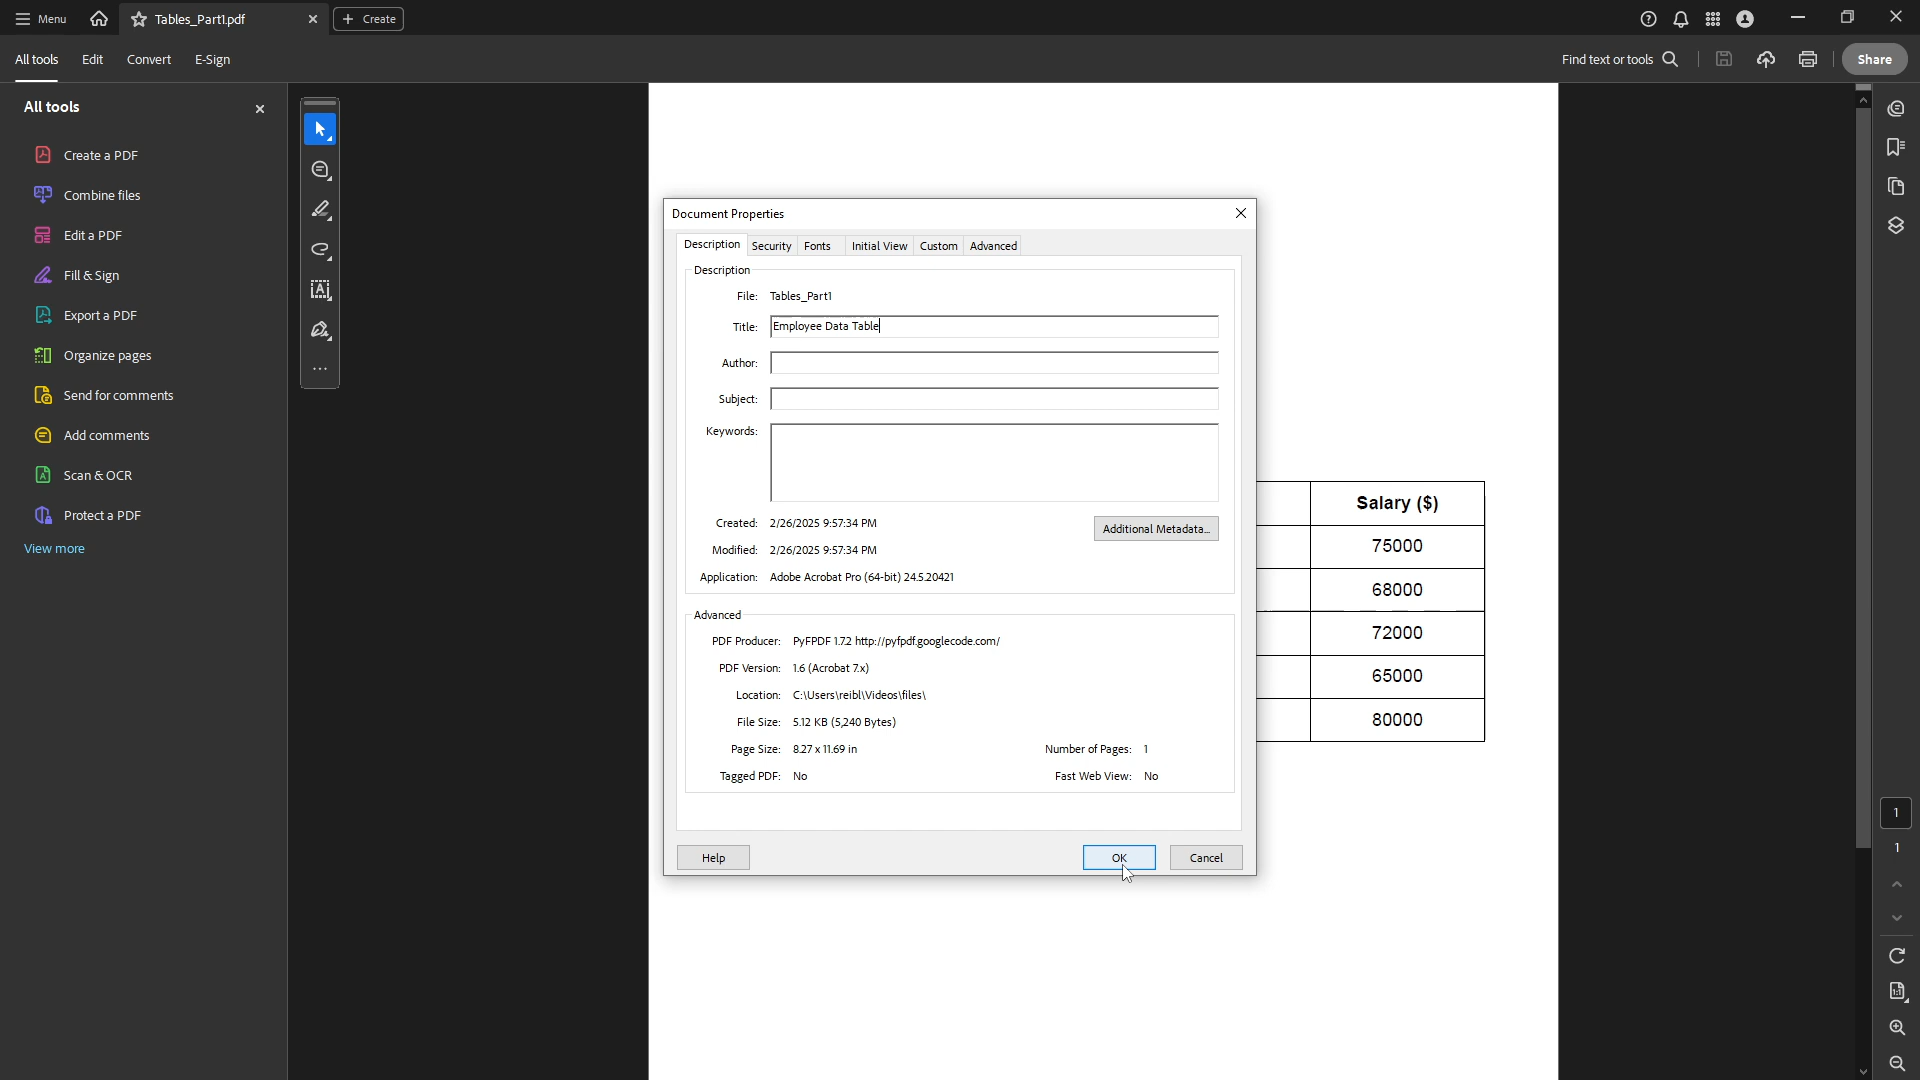 Menu
Tables_Part1.pdf
Create
All tools
Edit
Convert
E-Sign
Find text or tools
Share
All tools
Create a PDF
Combine files
Edit a PDF
Fill & Sign
Export a PDF
Organize pages
Send for comments
Add comments
Scan & OCR
Protect a PDF
View more
Document Properties
Description Security Fonts Initial View Custom Advanced
Description
File: Tables_Part1
Title: Employee Data Table
Author:
Subject:
Keywords:
Created: 2/26/2025 9:57:34 PM
Additional Metadata...
Modified: 2/26/2025 9:57:34 PM
Application: Adobe Acrobat Pro (64-bit) 24.5.20421
Advanced
PDF Producer: PyFPDF 1.7.2 http://pyfpdf.googlecode.com/
PDF Version: 1.6 (Acrobat 7.x)
Location: C:\Users\reibl\Videos\files\
File Size: 5.12 KB (5,240 Bytes)
Page Size: 8.27 x 11.69 in
Number of Pages: 1
Tagged PDF: No
Fast Web View: No
Help
OK
Cancel
Salary ($)
75000
68000
72000
65000
80000
1
1